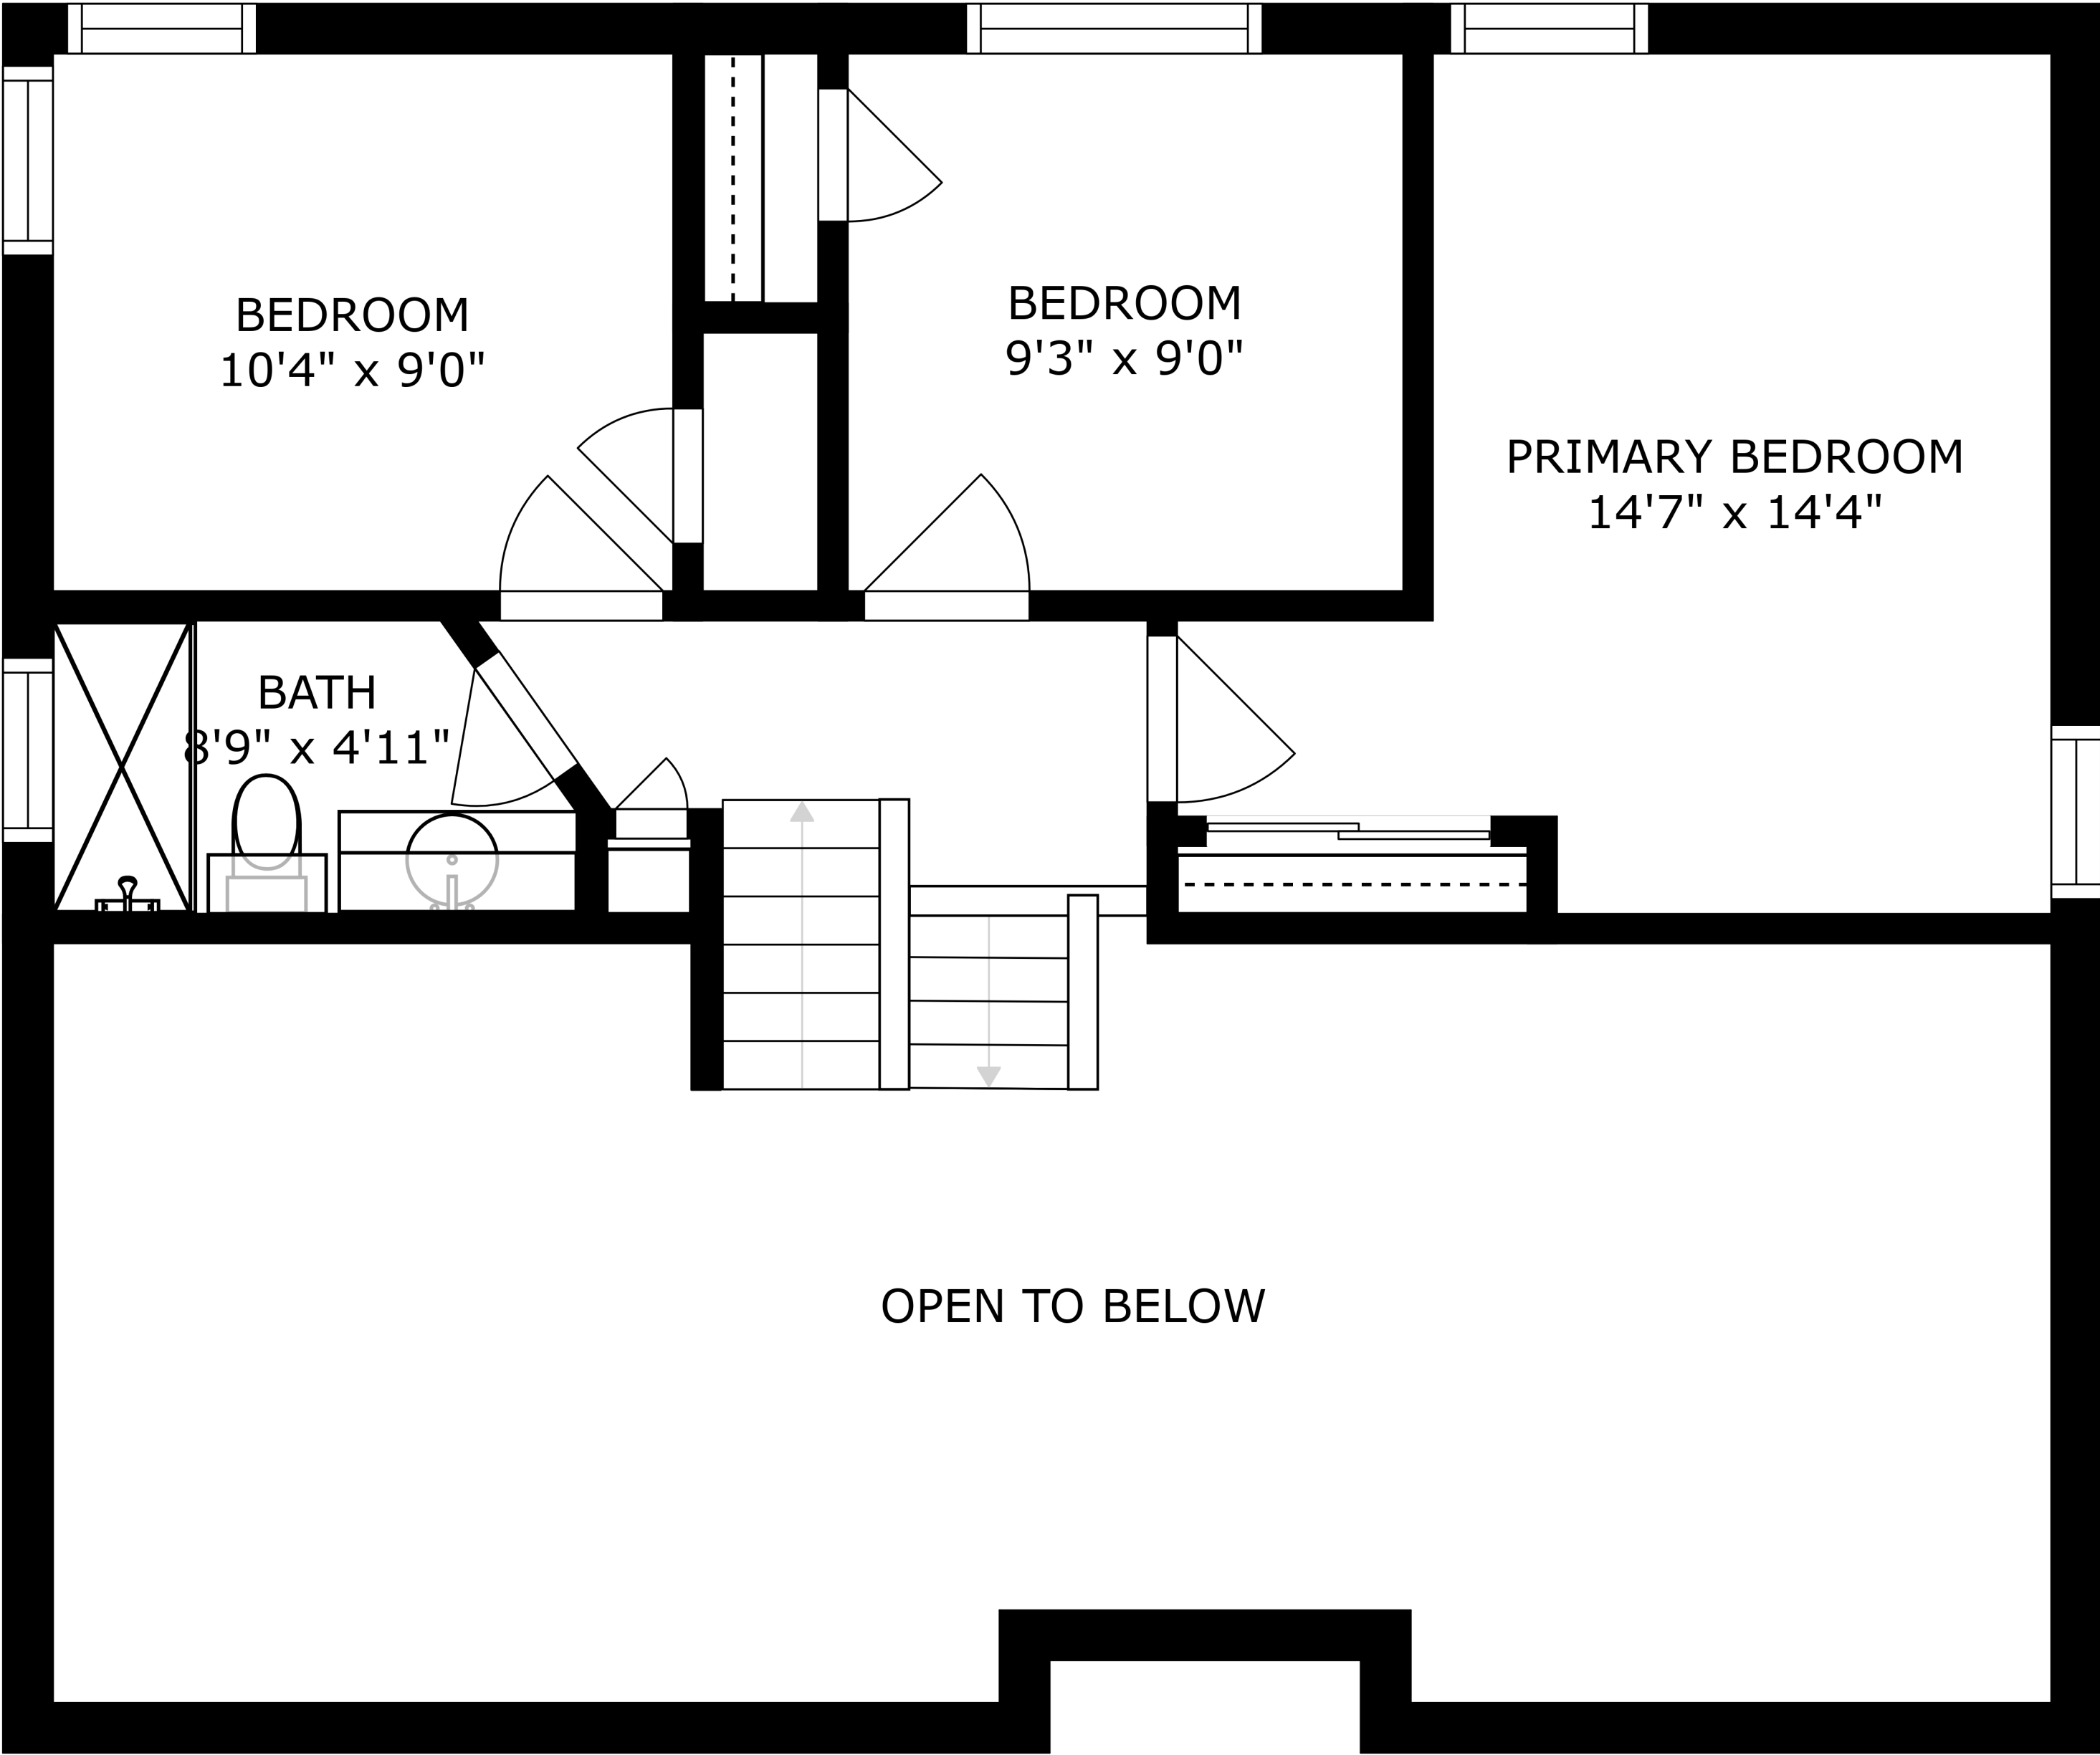 BEDROOM
10'4" x 9'0"
BEDROOM
9'3" x 9'0"
PRIMARY BEDROOM
14'7" x 14'4"
BATH
8'9" x 4'11"
OPEN TO BELOW